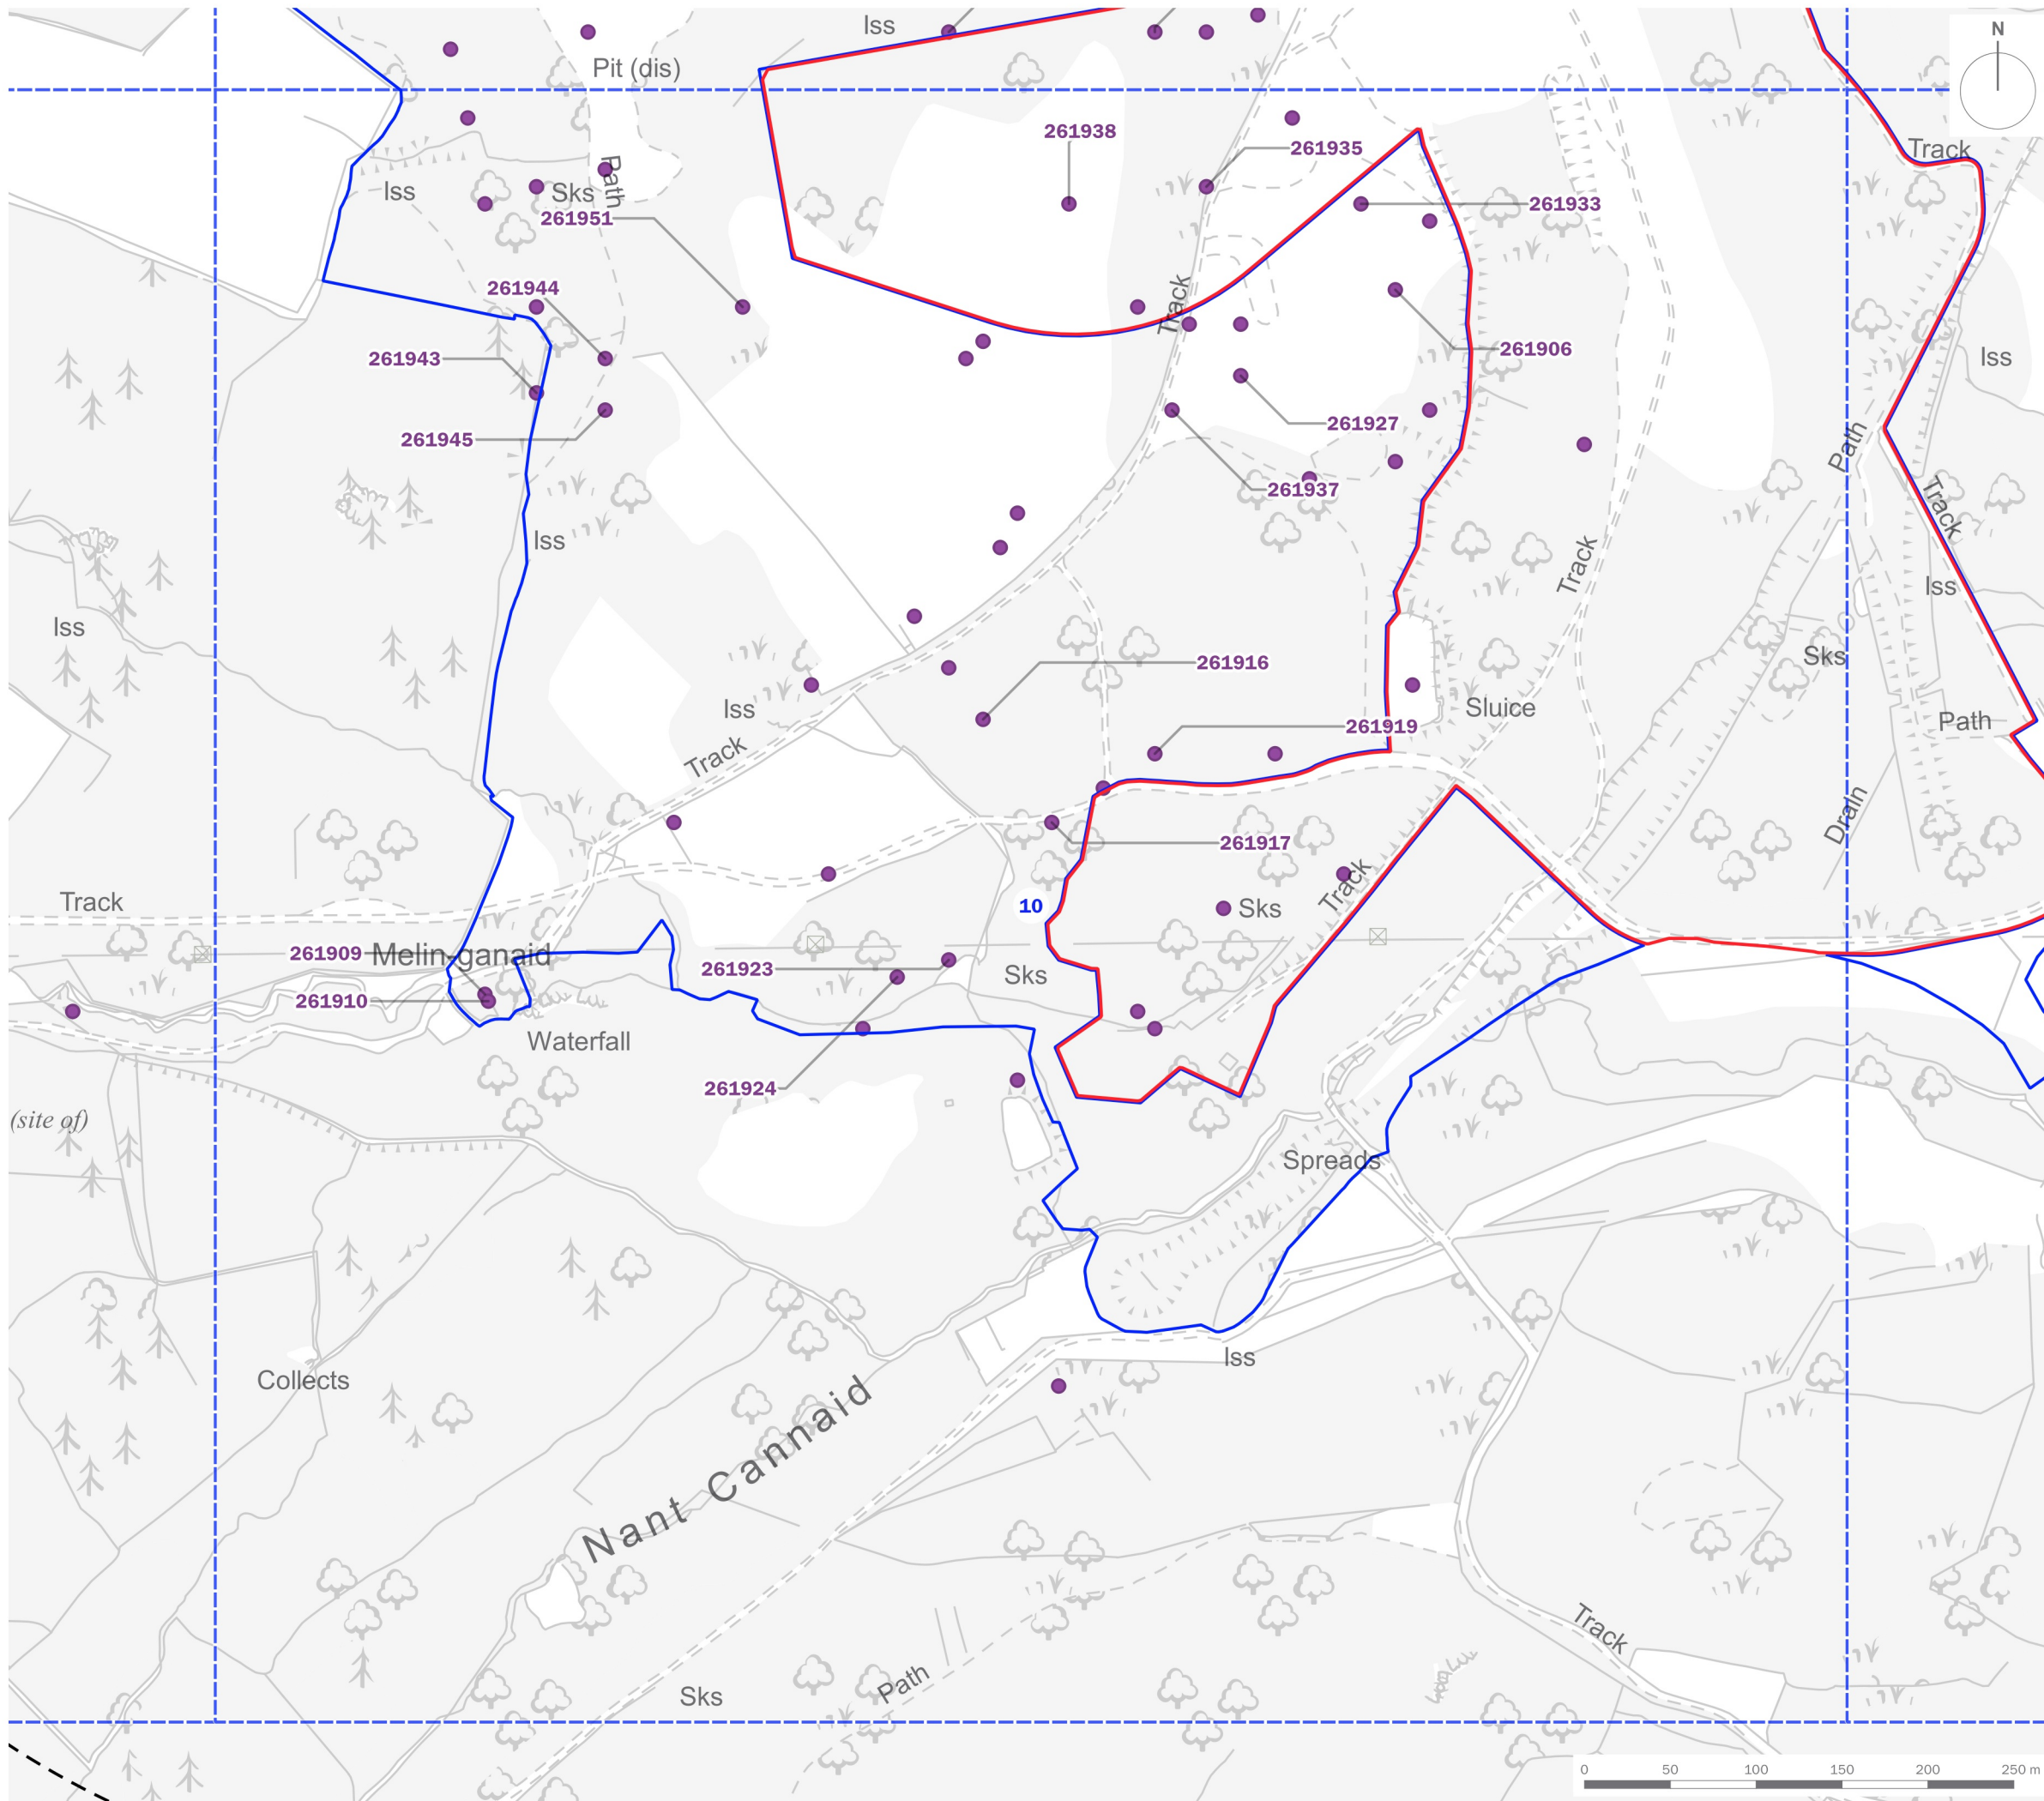 Iss
N
Pit (dis)
261938
261935
Track
Iss
Sks
Path
261951
261933
261944
Track
261943
261906
Iss
261945
261927
Path
261937
Track
Iss
Track
Iss
Iss
261916
Sks
Iss
Sluice
261919
Path
Track
Drain
261917
Track
Track
10
Sks
261909
Melin-ganaid
261923
Sks
261910
Waterfall
261924
(site of)
Spreads
Iss
Collects
Nant Cannaid
Track
Path
Sks
0 50 100 150 200 250 m